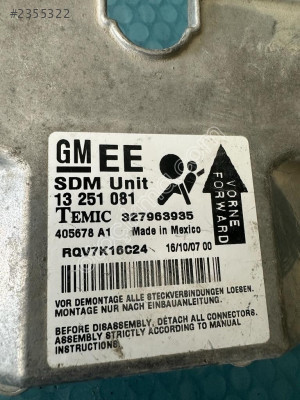 #2355322
GM EE
SDM Unit
13 251 081
TEMIC 327963935
405678 A1 Made in Mexico
RQV7K16C24 16/10/07 00
VORNE
FORWARD
VOR DEMONTAGE ALLE STECKVERBINDUNGEN LOESEN.
MONTAGE NUR NACH EINBAUANLEITUNG.
BEFORE DISASSEMBLY, DETACH ALL CONNECTORS.
ASSEMBLY STRICTLY ACCORDING TO MANUAL
INSTRUCTION